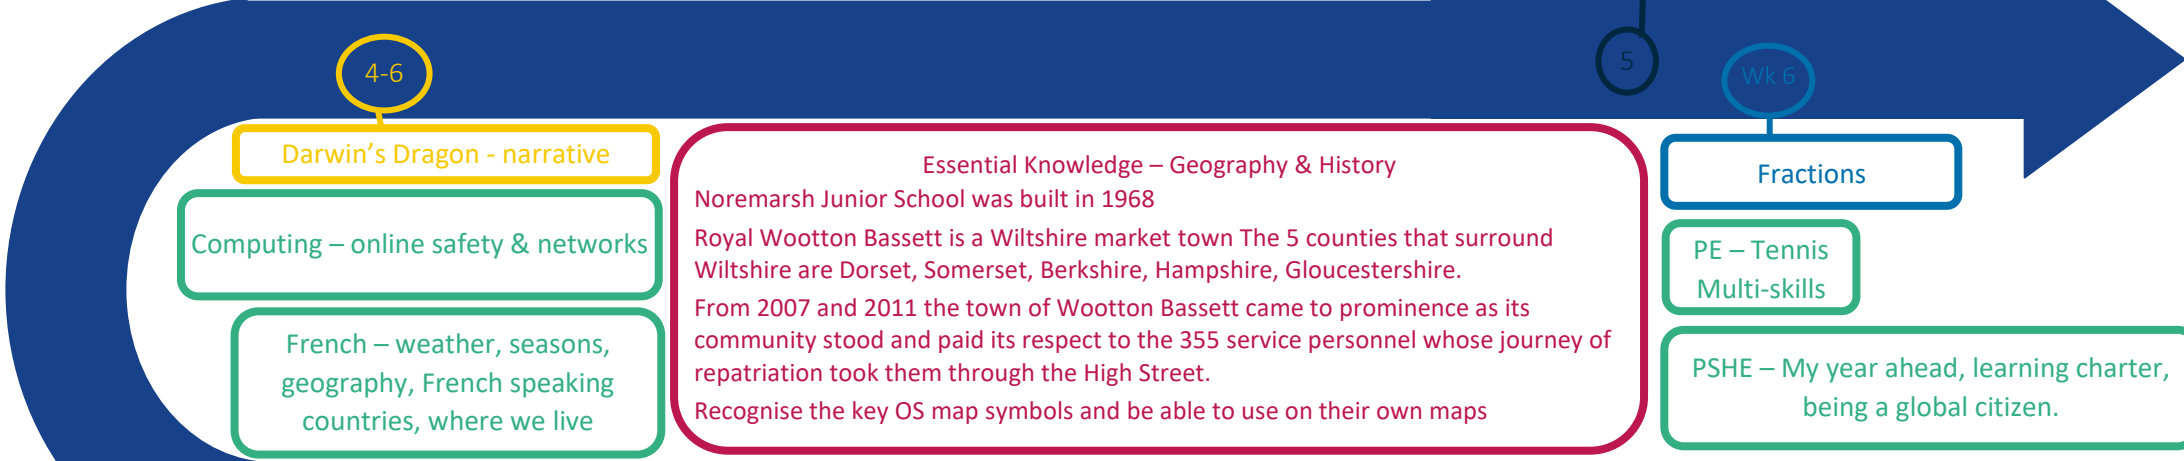 4-6
5
Wk 6
Darwin's Dragon - narrative
Computing – online safety & networks
French – weather, seasons,
geography, French speaking
countries, where we live
Essential Knowledge – Geography & History
Noremarsh Junior School was built in 1968
Royal Wootton Bassett is a Wiltshire market town The 5 counties that surround
Wiltshire are Dorset, Somerset, Berkshire, Hampshire, Gloucestershire.
From 2007 and 2011 the town of Wootton Bassett came to prominence as its
community stood and paid its respect to the 355 service personnel whose journey of
repatriation took them through the High Street.
Recognise the key OS map symbols and be able to use on their own maps
Fractions
PE – Tennis
Multi-skills
PSHE – My year ahead, learning charter,
being a global citizen.